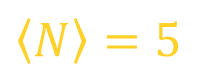 ⟨N⟩ = 5